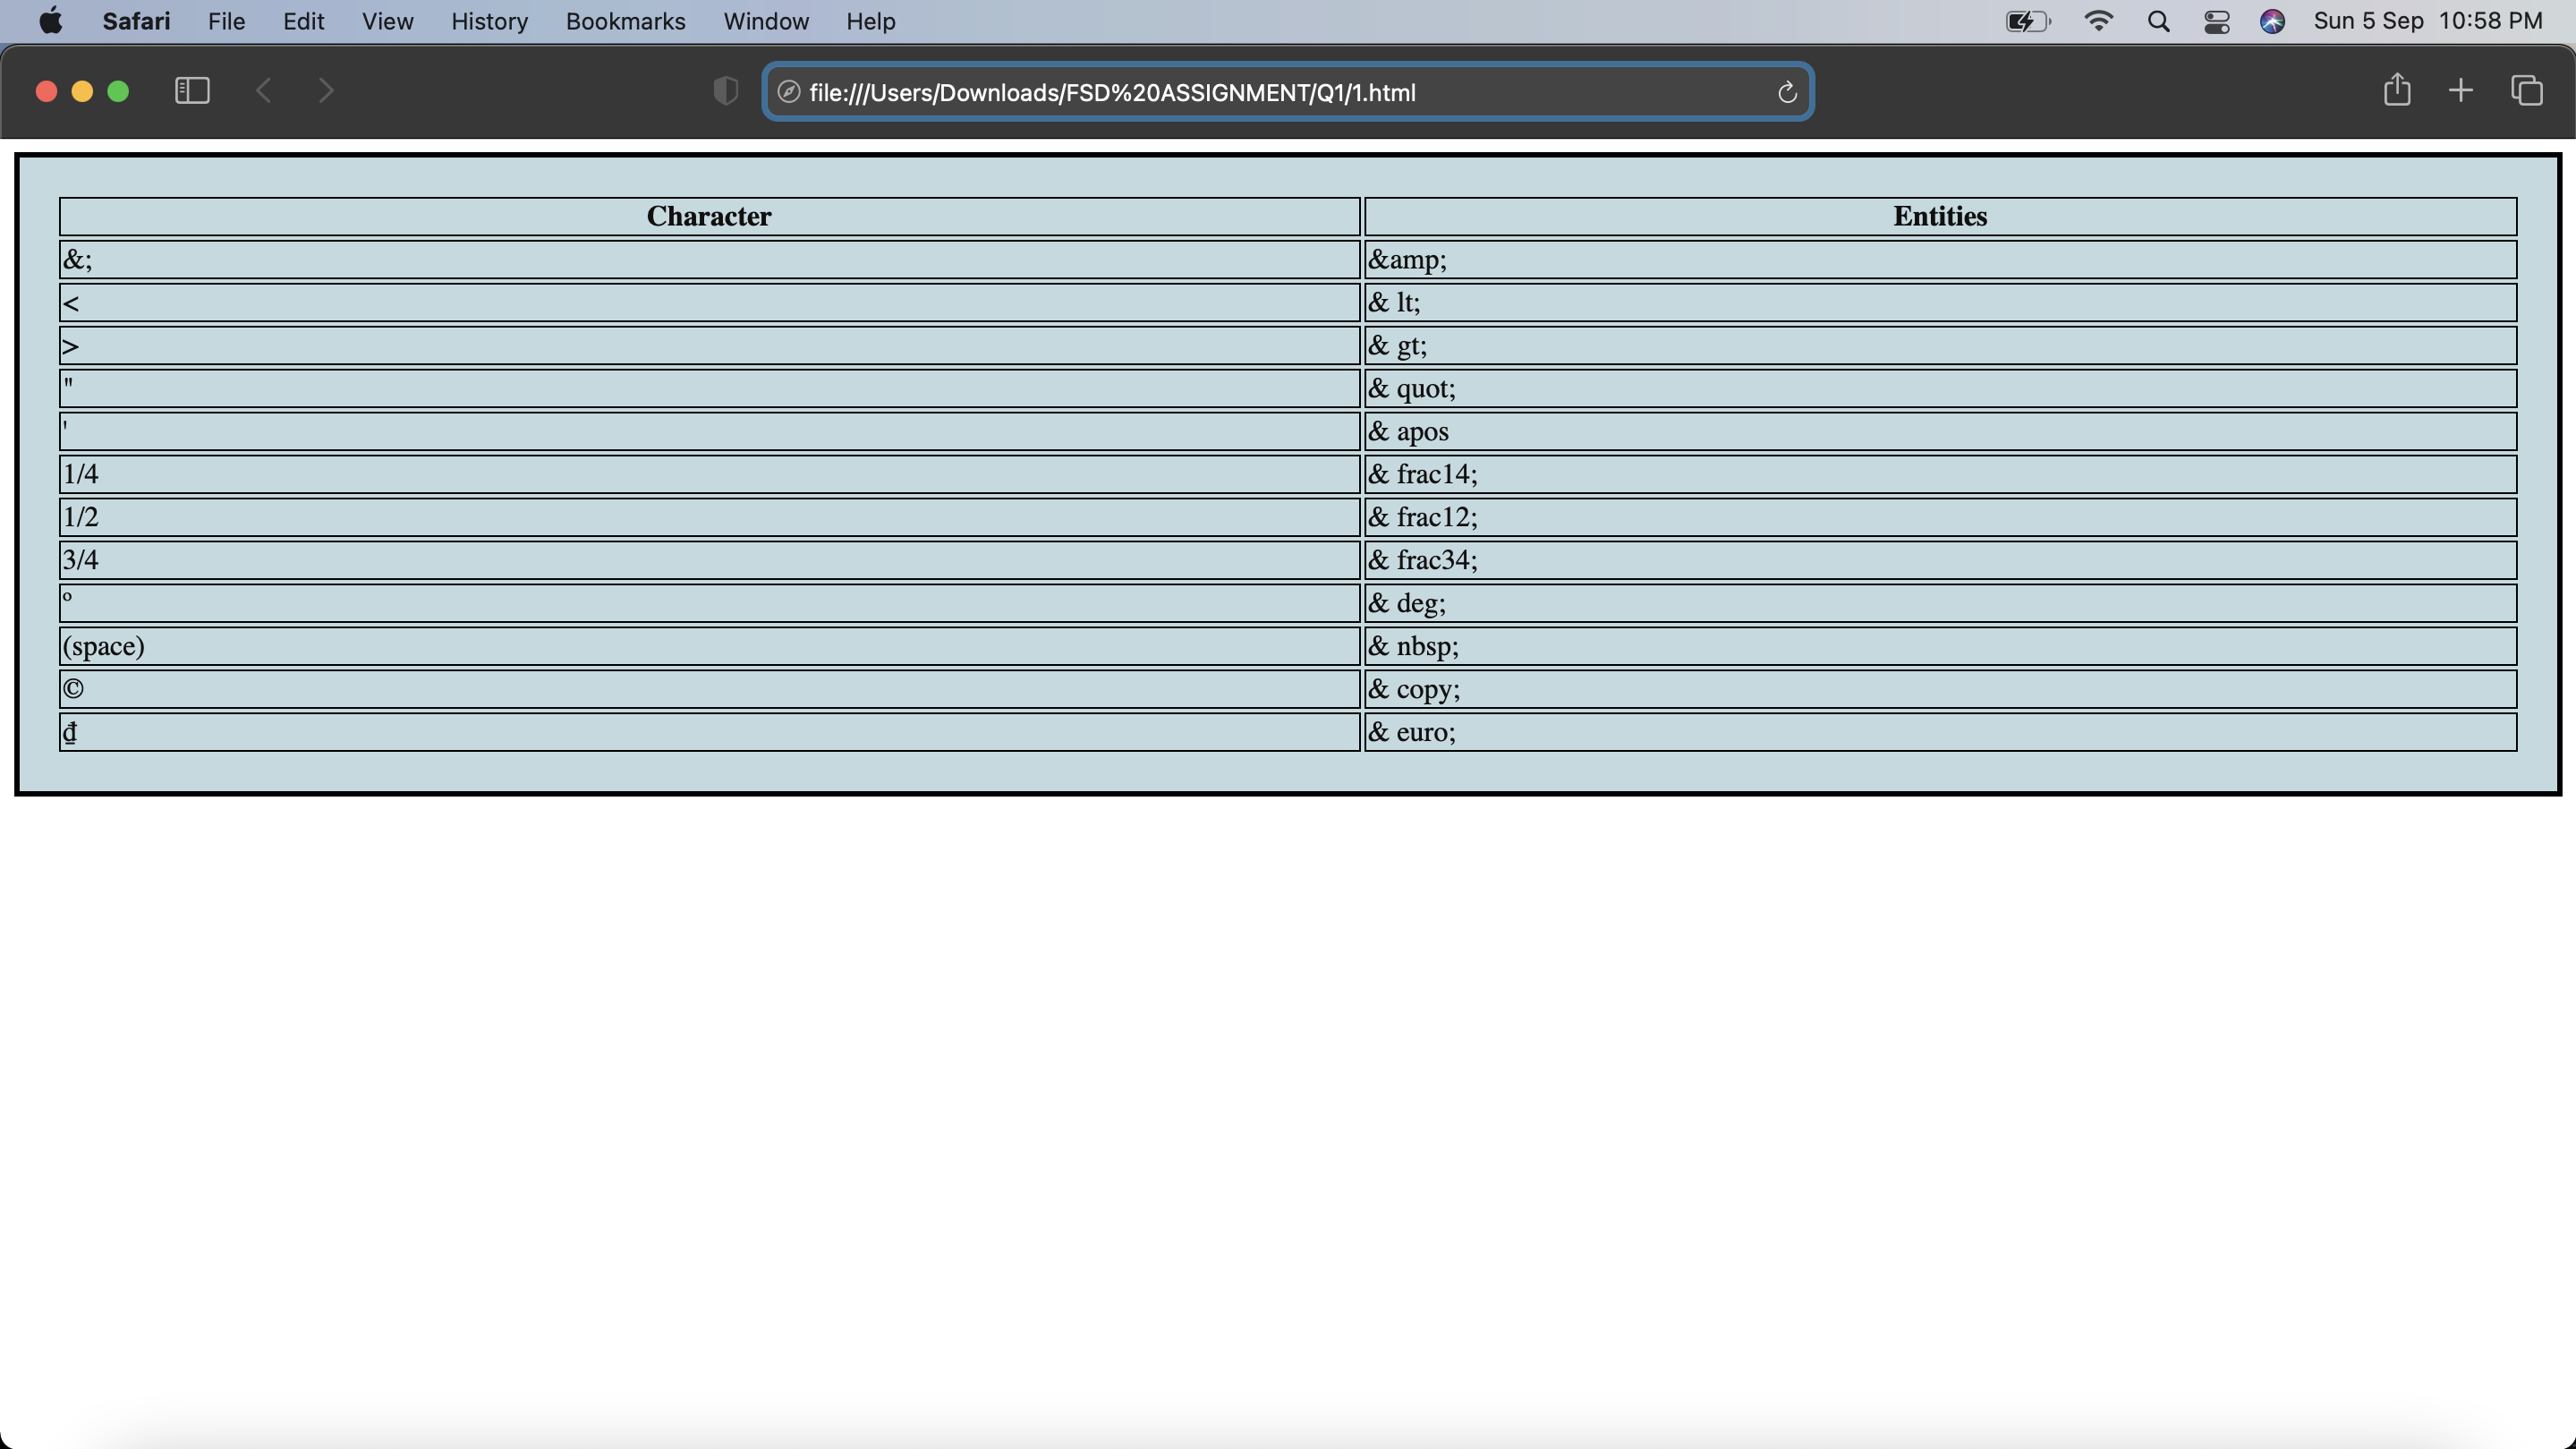 Safari File Edit View History Bookmarks Window Help Sun 5 Sep 10:58 PM
file:///Users/Downloads/FSD%20ASSIGNMENT/Q1/1.html
Character Entities
&; &amp;
< & lt;
> & gt;
" & quot;
' & apos
1/4 & frac14;
1/2 & frac12;
3/4 & frac34;
º & deg;
(space) & nbsp;
© & copy;
₫ & euro;